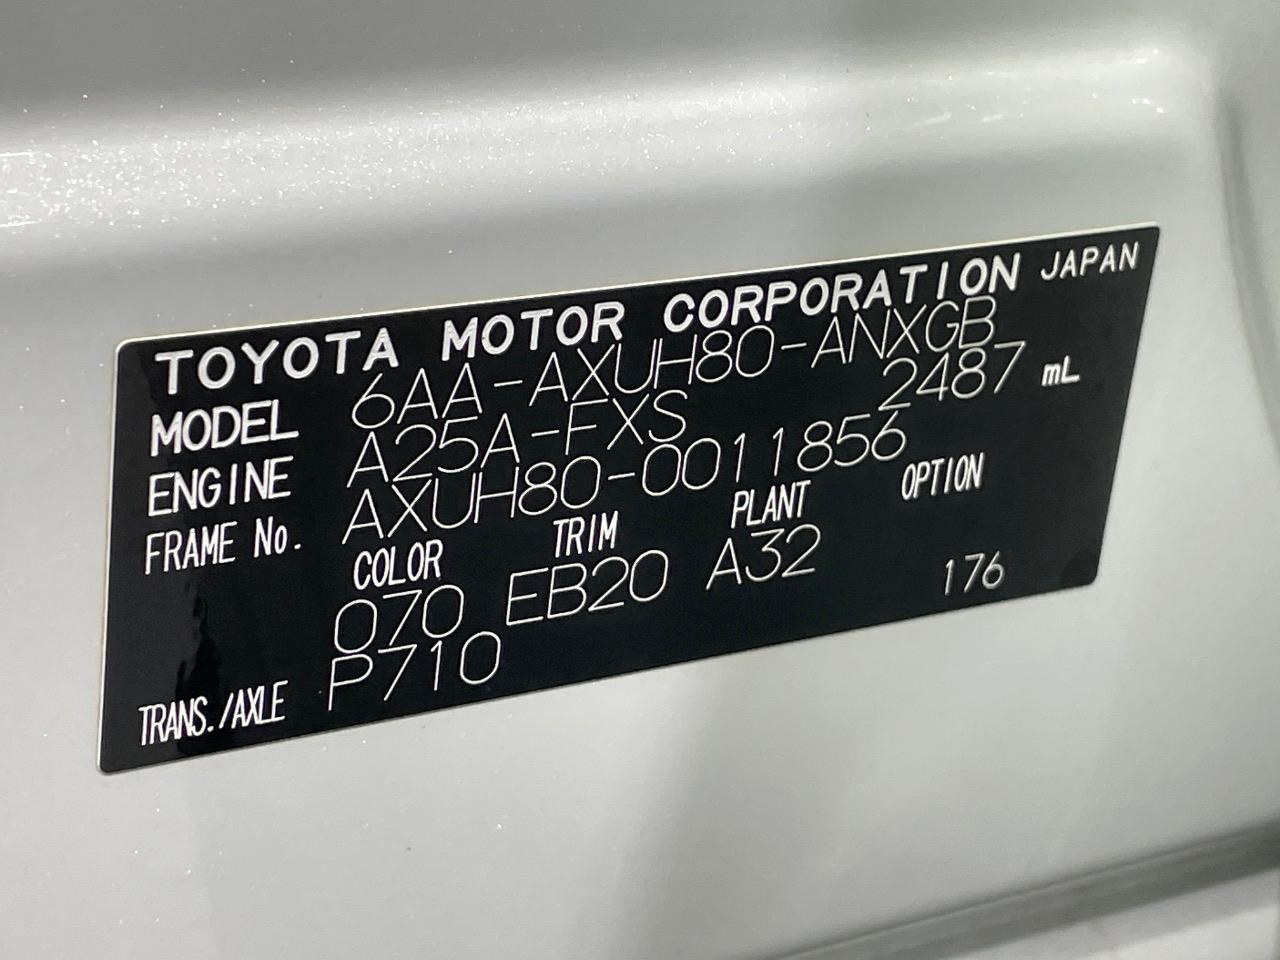 TOYOTA MOTOR CORPORATION JAPAN
MODEL 6AA-AXUH80-ANXGB
ENGINE A25A-FXS 2487 mL
FRAME No. AXUH80-0011856
COLOR TRIM PLANT OPTION
070 EB20 A32 176
TRANS./AXLE P710